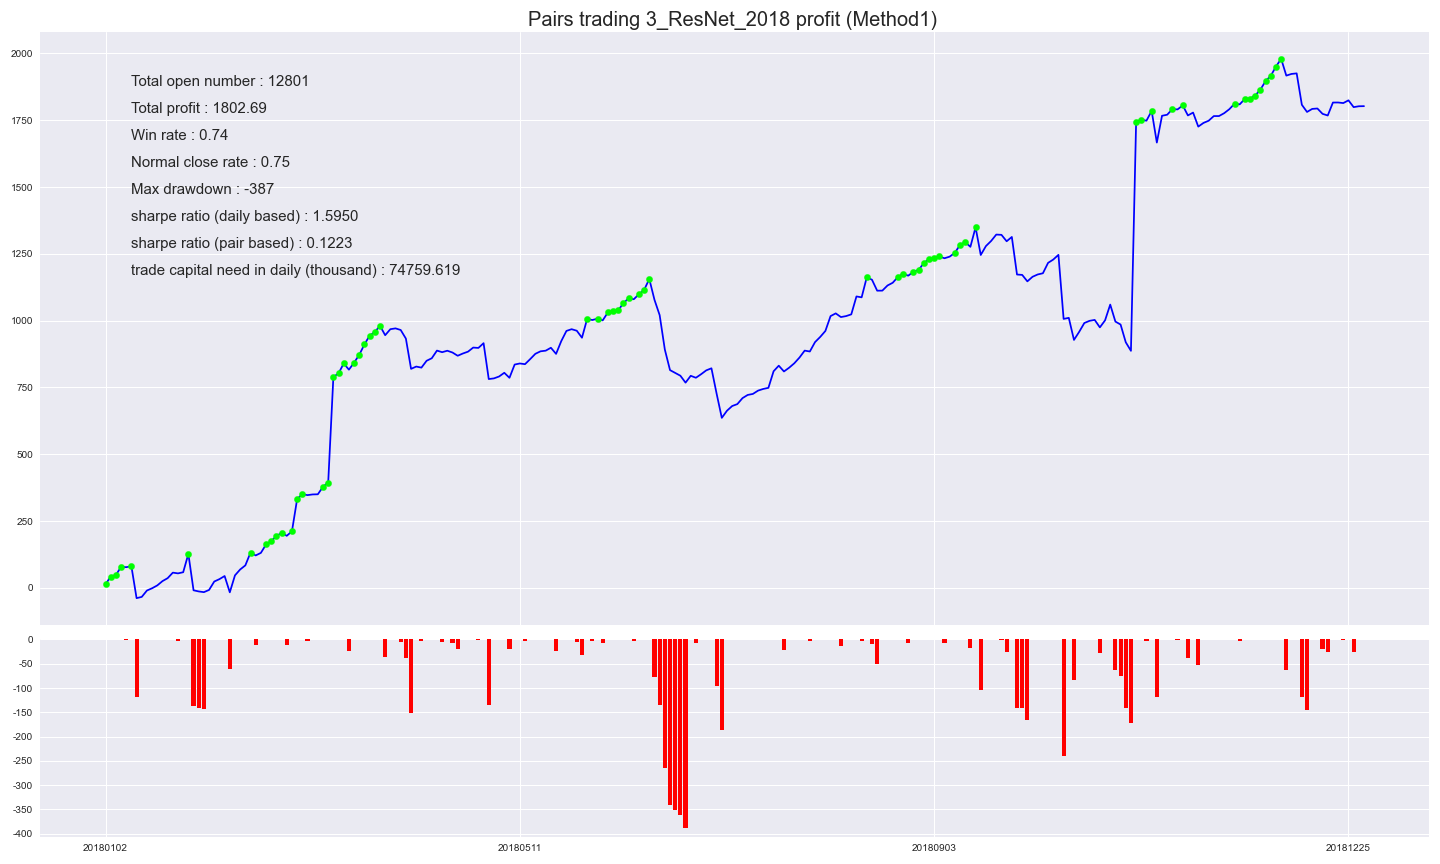 Pairs trading 3_ResNet_2018 profit (Method1)
2000
1750
1500
1250
1000
750
500
250
0
Total open number : 12801
Total profit : 1802.69
Win rate : 0.74
Normal close rate : 0.75
Max drawdown : -387
sharpe ratio (daily based) : 1.5950
sharpe ratio (pair based) : 0.1223
trade capital need in daily (thousand) : 74759.619
0
-50
-100
-150
-200
-250
-300
-350
-400
20180102 20180511 20180903 20181225